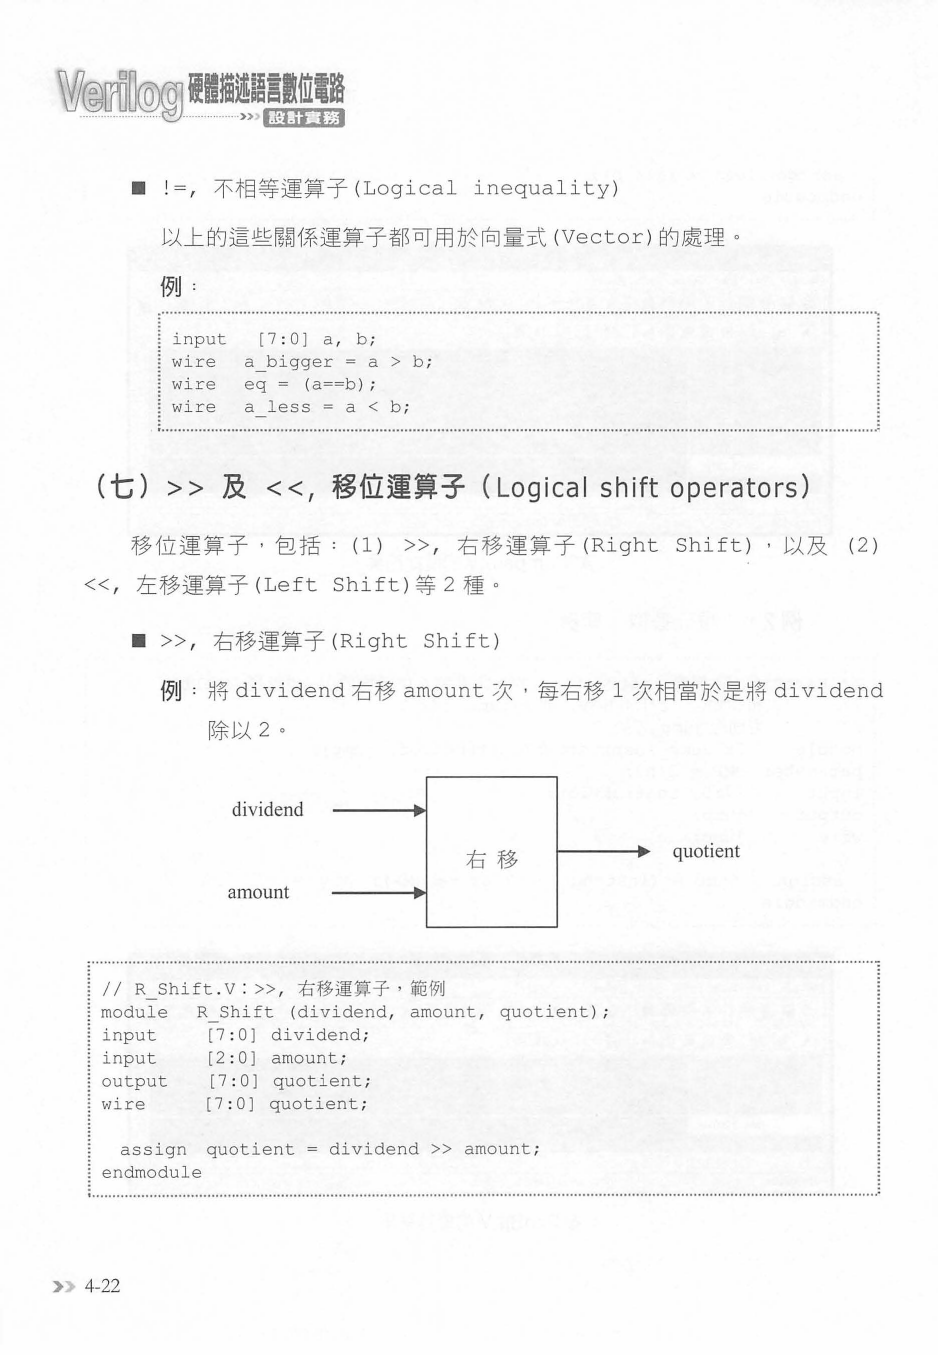 Verilog 硬體描述語言數位電路
>>> 設計實務
■ !=, 不相等運算子(Logical inequality)
以上的這些關係運算子都可用於向量式(Vector)的處理。
例：
input [7:0] a, b;
wire a_bigger = a > b;
wire eq = (a==b);
wire a_less = a < b;
(七) >> 及 <<, 移位運算子 (Logical shift operators)
移位運算子，包括：(1) >>, 右移運算子(Right Shift)，以及 (2)
<<, 左移運算子(Left Shift)等 2 種。
■ >>, 右移運算子(Right Shift)
例：將 dividend 右移 amount 次，每右移 1 次相當於是將 dividend
除以 2。
dividend
右 移
quotient
amount
// R_Shift.V：>>, 右移運算子，範例
module R_Shift (dividend, amount, quotient);
input [7:0] dividend;
input [2:0] amount;
output [7:0] quotient;
wire [7:0] quotient;
assign quotient = dividend >> amount;
endmodule
>> 4-22